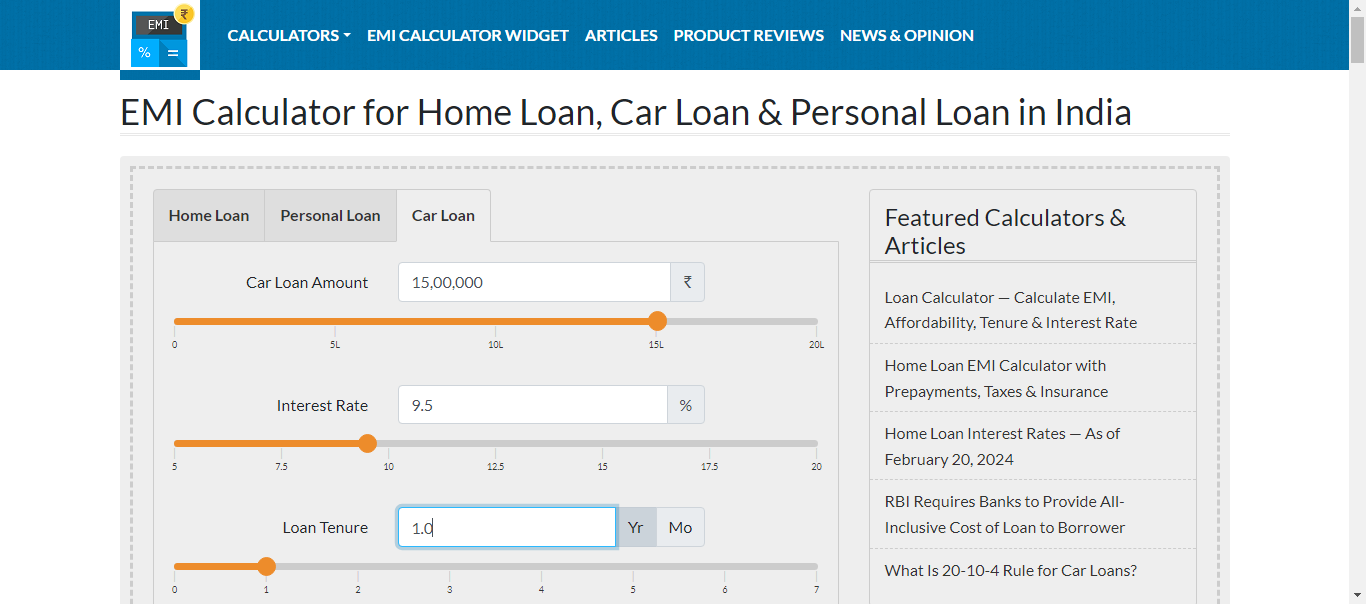 EMI
₹
%
=
CALCULATORS
EMI CALCULATOR WIDGET
ARTICLES
PRODUCT REVIEWS
NEWS & OPINION
EMI Calculator for Home Loan, Car Loan & Personal Loan in India
Home Loan
Personal Loan
Car Loan
Car Loan Amount
15,00,000
₹
0
5L
10L
15L
20L
Interest Rate
9.5
%
5
7.5
10
12.5
15
17.5
20
Loan Tenure
1.0
Yr
Mo
0
1
2
3
4
5
6
7
Featured Calculators &
Articles
Loan Calculator — Calculate EMI,
Affordability, Tenure & Interest Rate
Home Loan EMI Calculator with
Prepayments, Taxes & Insurance
Home Loan Interest Rates — As of
February 20, 2024
RBI Requires Banks to Provide All-
Inclusive Cost of Loan to Borrower
What Is 20-10-4 Rule for Car Loans?